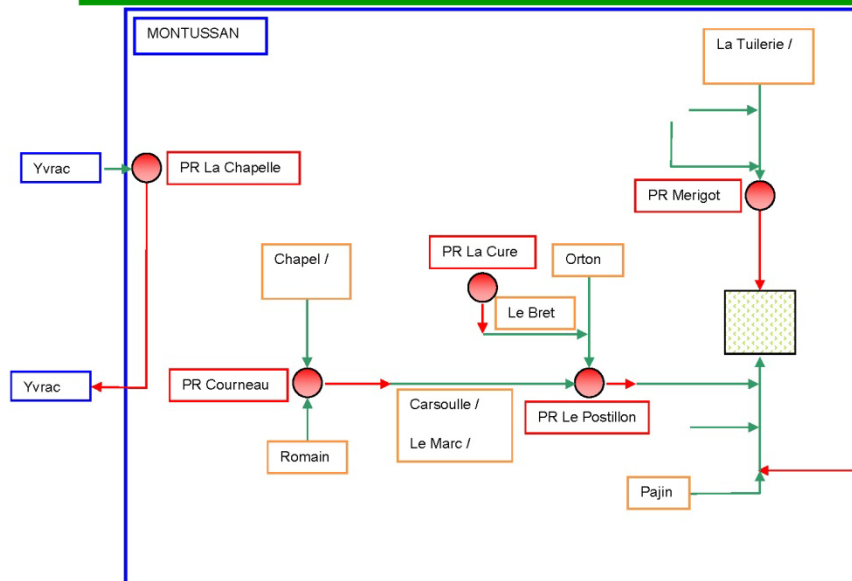 MONTUSSAN
La Tuilerie /
Yvrac
PR La Chapelle
PR Merigot
Chapel /
PR La Cure
Orton
Le Bret
Yvrac
PR Courneau
Carsoulle /
Le Marc /
PR Le Postillon
Romain
Pajin